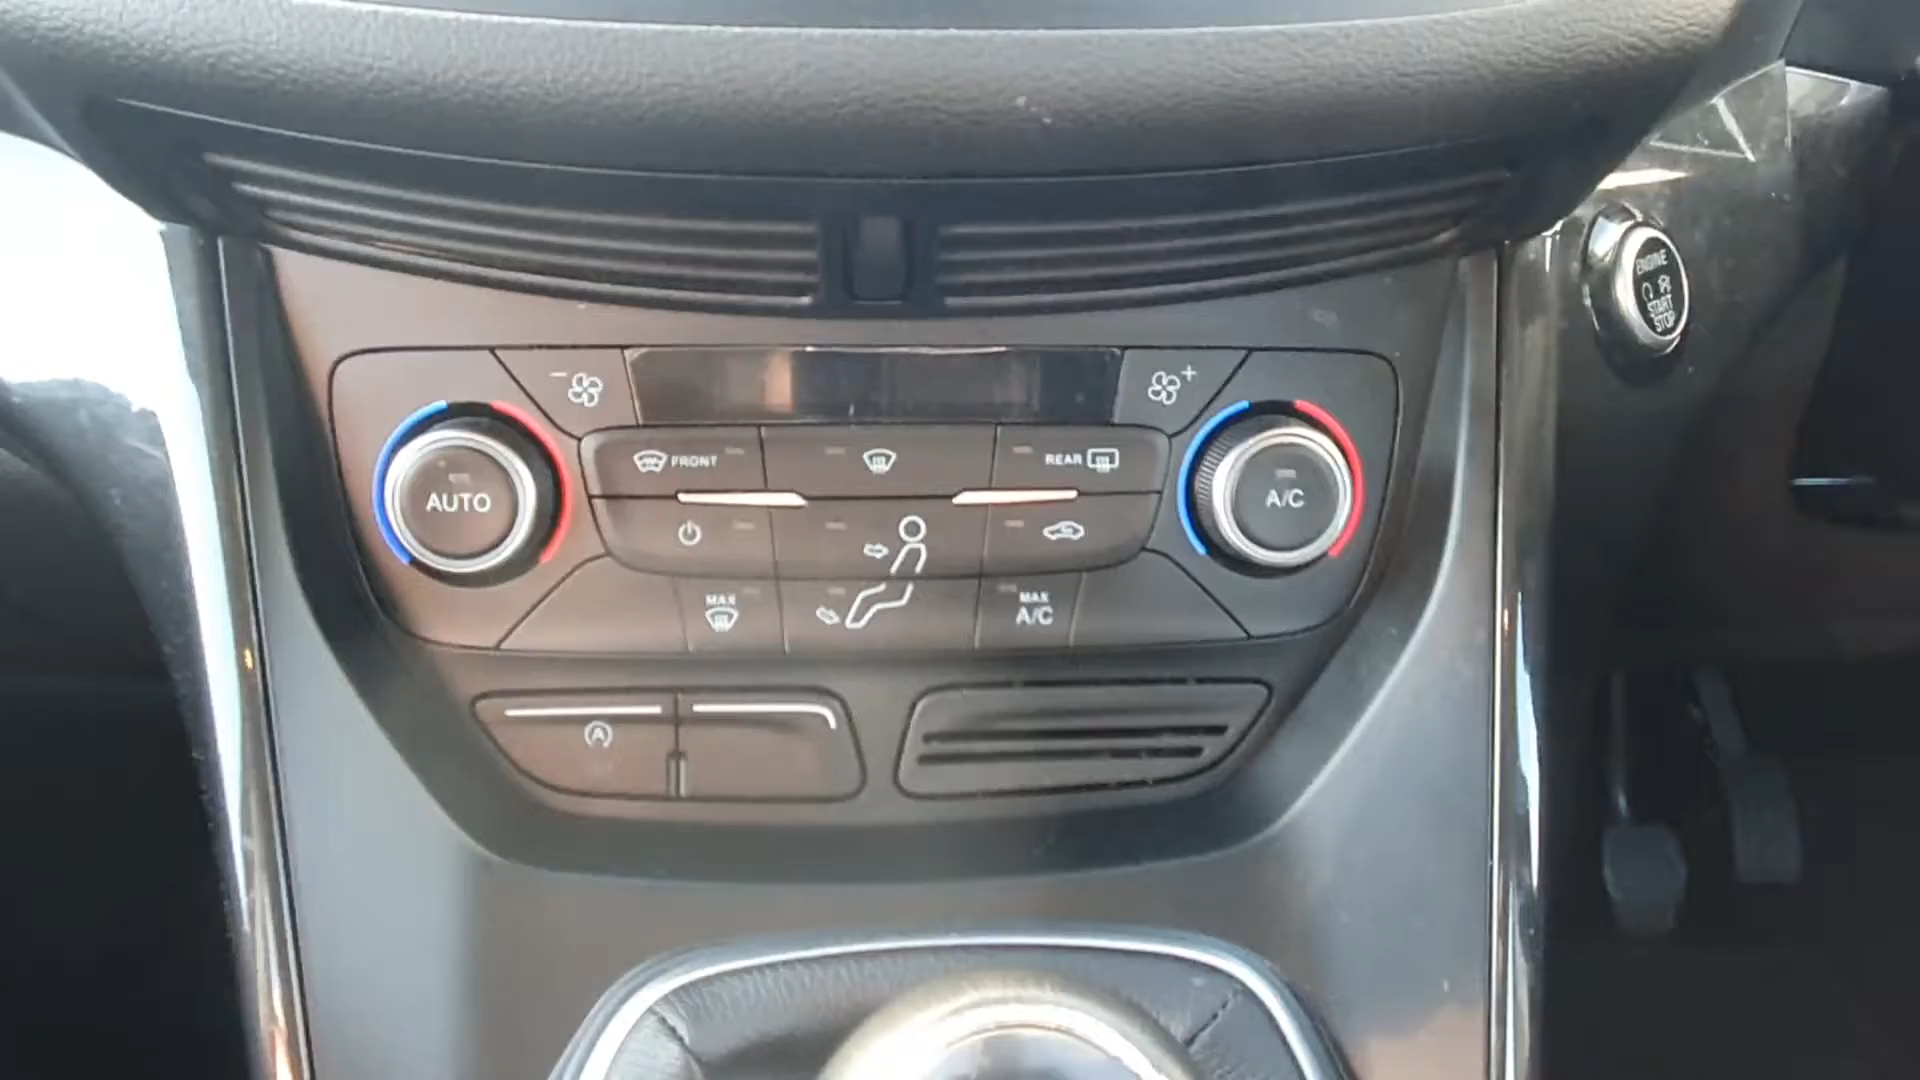 ENGINE
START
STOP
- +
FRONT
REAR
AUTO
A/C
MAX
MAX
A/C
A